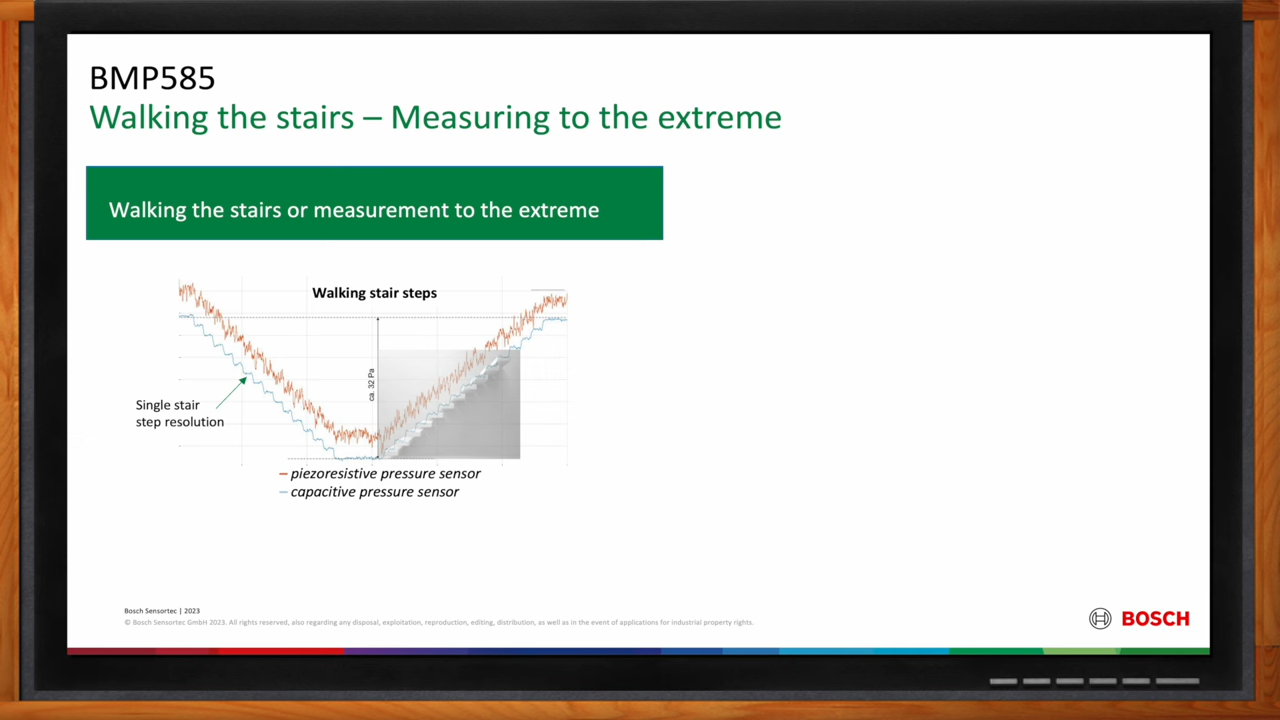 BMP585
Walking the stairs – Measuring to the extreme
Walking the stairs or measurement to the extreme
Walking stair steps
ca. 32 Pa
Single stair
step resolution
piezoresistive pressure sensor
capacitive pressure sensor
Bosch Sensortec | 2023
© Bosch Sensortec GmbH 2023. All rights reserved, also regarding any disposal, exploitation, reproduction, editing, distribution, as well as in the event of applications for industrial property rights.
BOSCH